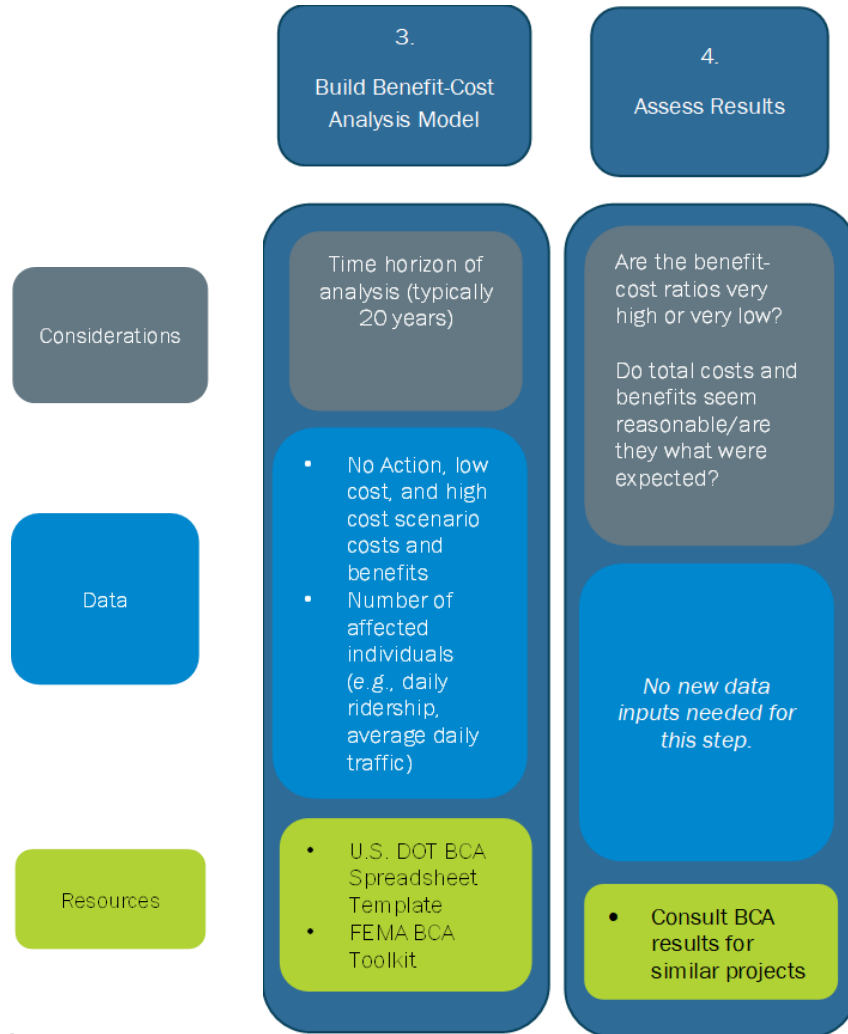 3.
Build Benefit-Cost
Analysis Model
4.
Assess Results
Considerations
Time horizon of
analysis (typically
20 years)
Are the benefit-
cost ratios very
high or very low?
Do total costs and
benefits seem
reasonable/are
they what were
expected?
Data
• No Action, low
cost, and high
cost scenario
costs and
benefits
• Number of
affected
individuals
(e.g., daily
ridership,
average daily
traffic)
No new data
inputs needed for
this step.
Resources
• U.S. DOT BCA
Spreadsheet
Template
• FEMA BCA
Toolkit
• Consult BCA
results for
similar projects